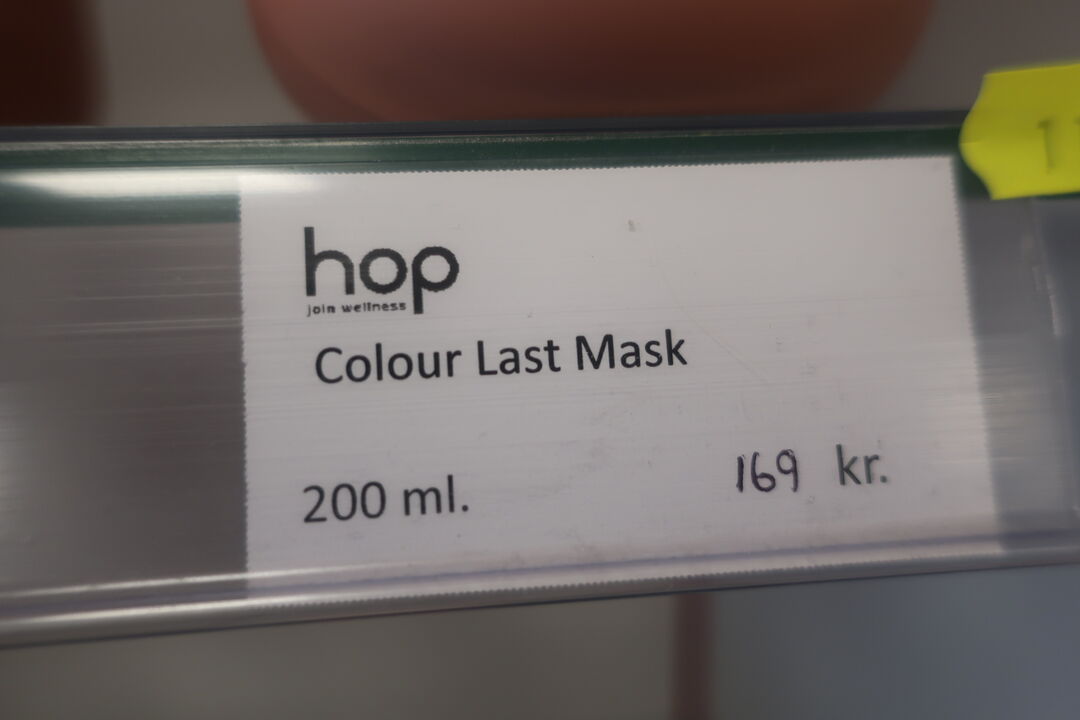 hop
join wellness
Colour Last Mask
200 ml.
169 kr.